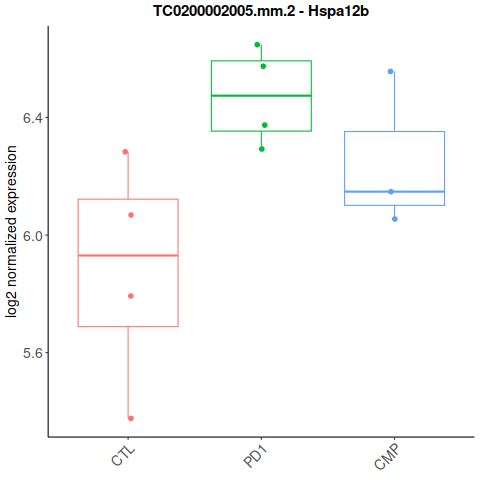 TC0200002005.mm.2 - Hspa12b
log2 normalized expression
6.4
6.0
5.6
CTL
PD1
CMP